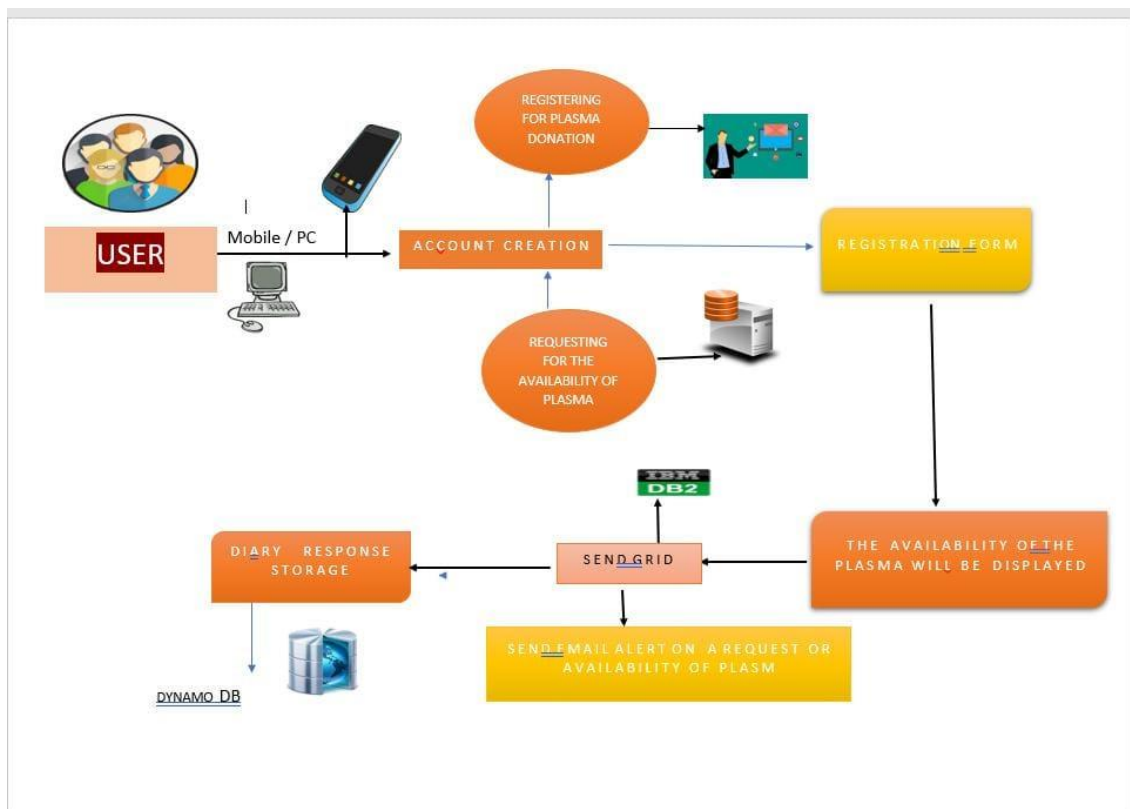 REGISTERING
FOR PLASMA
DONATION
USER
Mobile / PC
ACCOUNT CREATION
REGISTRATION FORM
REQUESTING
FOR THE
AVAILABILITY OF
PLASMA
IBM
DB2
DIARY RESPONSE
STORAGE
SEND GRID
THE AVAILABILITY OF THE
PLASMA WILL BE DISPLAYED
SEND EMAIL ALERT ON A REQUEST OR
AVAILABILITY OF PLASM
DYNAMO DB